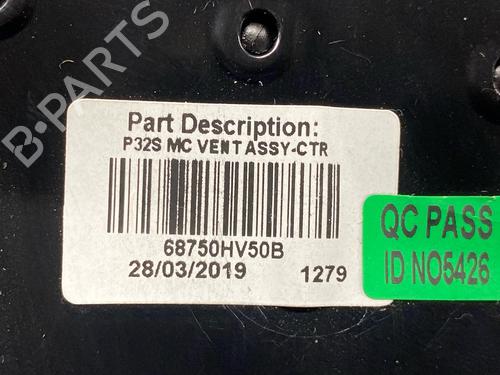 Part Description:
P32S MC VENT ASSY-CTR
68750HV50B
28/03/2019 1279
QC PASS
ID NO5426
B-PARTS